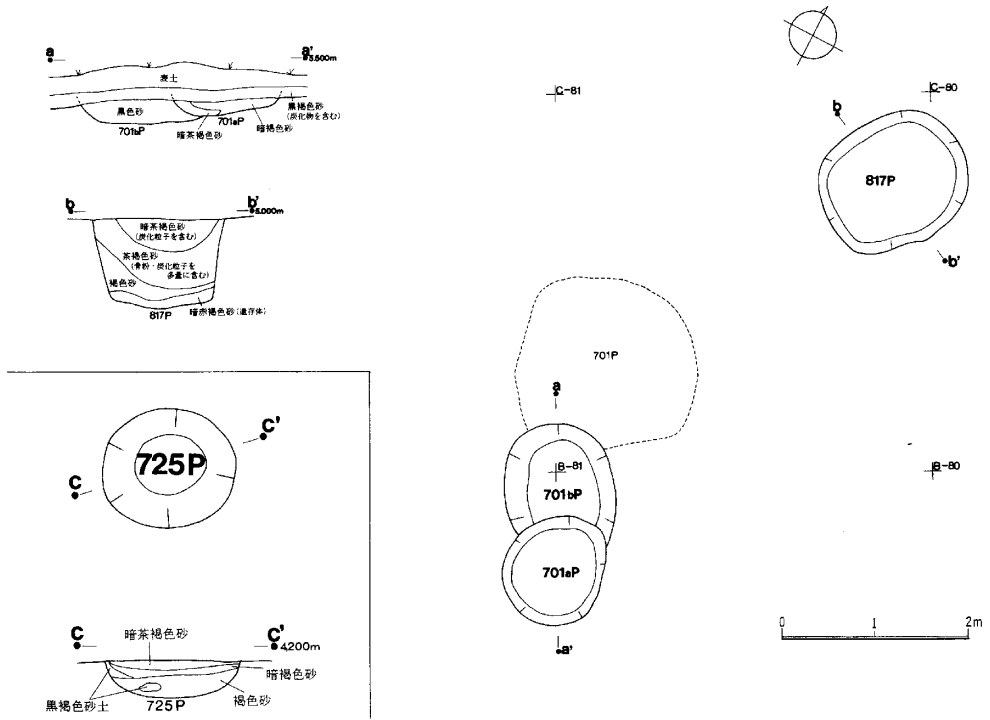 a
a'
3.500m
表土
黒色砂
701bP
701aP
暗茶褐色砂
暗褐色砂
黒褐色砂
(炭化物を含む)
b
b'
5.000m
暗茶褐色砂
(炭化粒子を含む)
茶褐色砂
(骨粉・炭化粒子を
多量に含む)
褐色砂
817P
暗赤褐色砂(遺存体)
C
C'
725P
C
C'
4,200m
暗茶褐色砂
暗褐色砂
褐色砂
黒褐色砂土
725P
C-81
C-80
b
817P
b'
701P
a
B-81
701bP
701aP
a'
B-80
0 1 2m